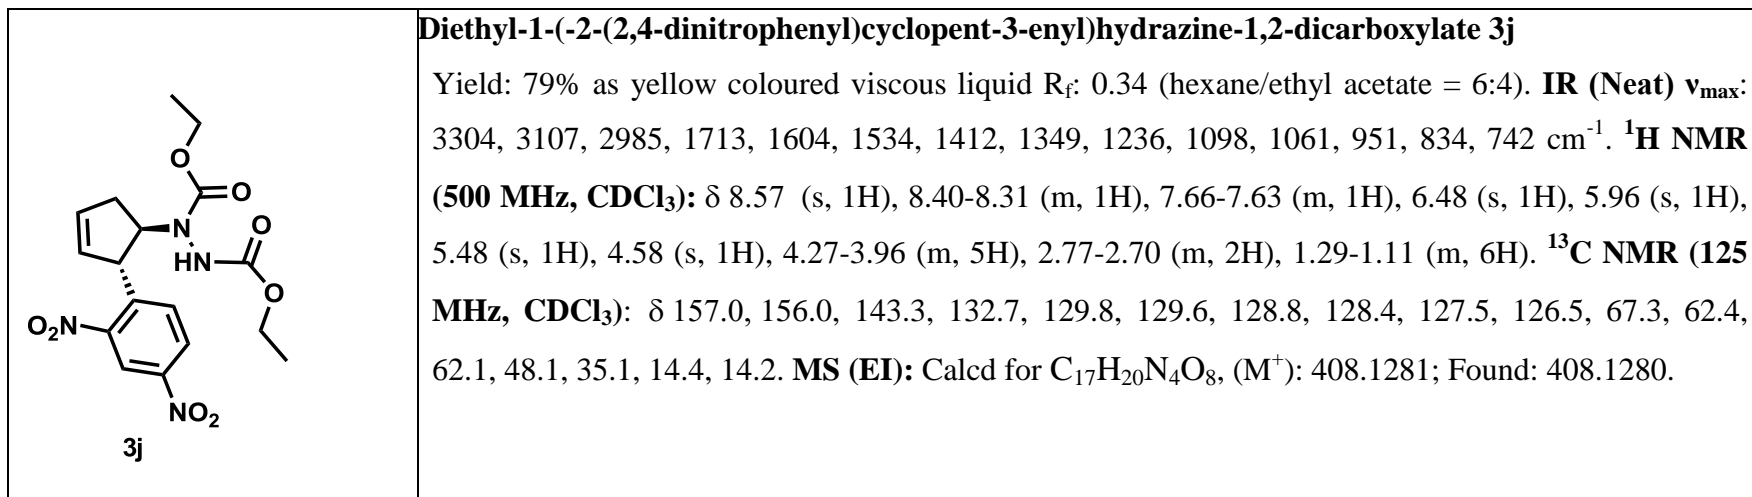 Diethyl-1-(-2-(2,4-dinitrophenyl)cyclopent-3-enyl)hydrazine-1,2-dicarboxylate 3j
Yield: 79% as yellow coloured viscous liquid Rf: 0.34 (hexane/ethyl acetate = 6:4). IR (Neat) νmax:
3304, 3107, 2985, 1713, 1604, 1534, 1412, 1349, 1236, 1098, 1061, 951, 834, 742 cm-1. 1H NMR
(500 MHz, CDCl3): δ 8.57 (s, 1H), 8.40-8.31 (m, 1H), 7.66-7.63 (m, 1H), 6.48 (s, 1H), 5.96 (s, 1H),
5.48 (s, 1H), 4.58 (s, 1H), 4.27-3.96 (m, 5H), 2.77-2.70 (m, 2H), 1.29-1.11 (m, 6H). 13C NMR (125
MHz, CDCl3): δ 157.0, 156.0, 143.3, 132.7, 129.8, 129.6, 128.8, 128.4, 127.5, 126.5, 67.3, 62.4,
62.1, 48.1, 35.1, 14.4, 14.2. MS (EI): Calcd for C17H20N4O8, (M+): 408.1281; Found: 408.1280.
O
O
N
O
HN
O
O2N
NO2
3j